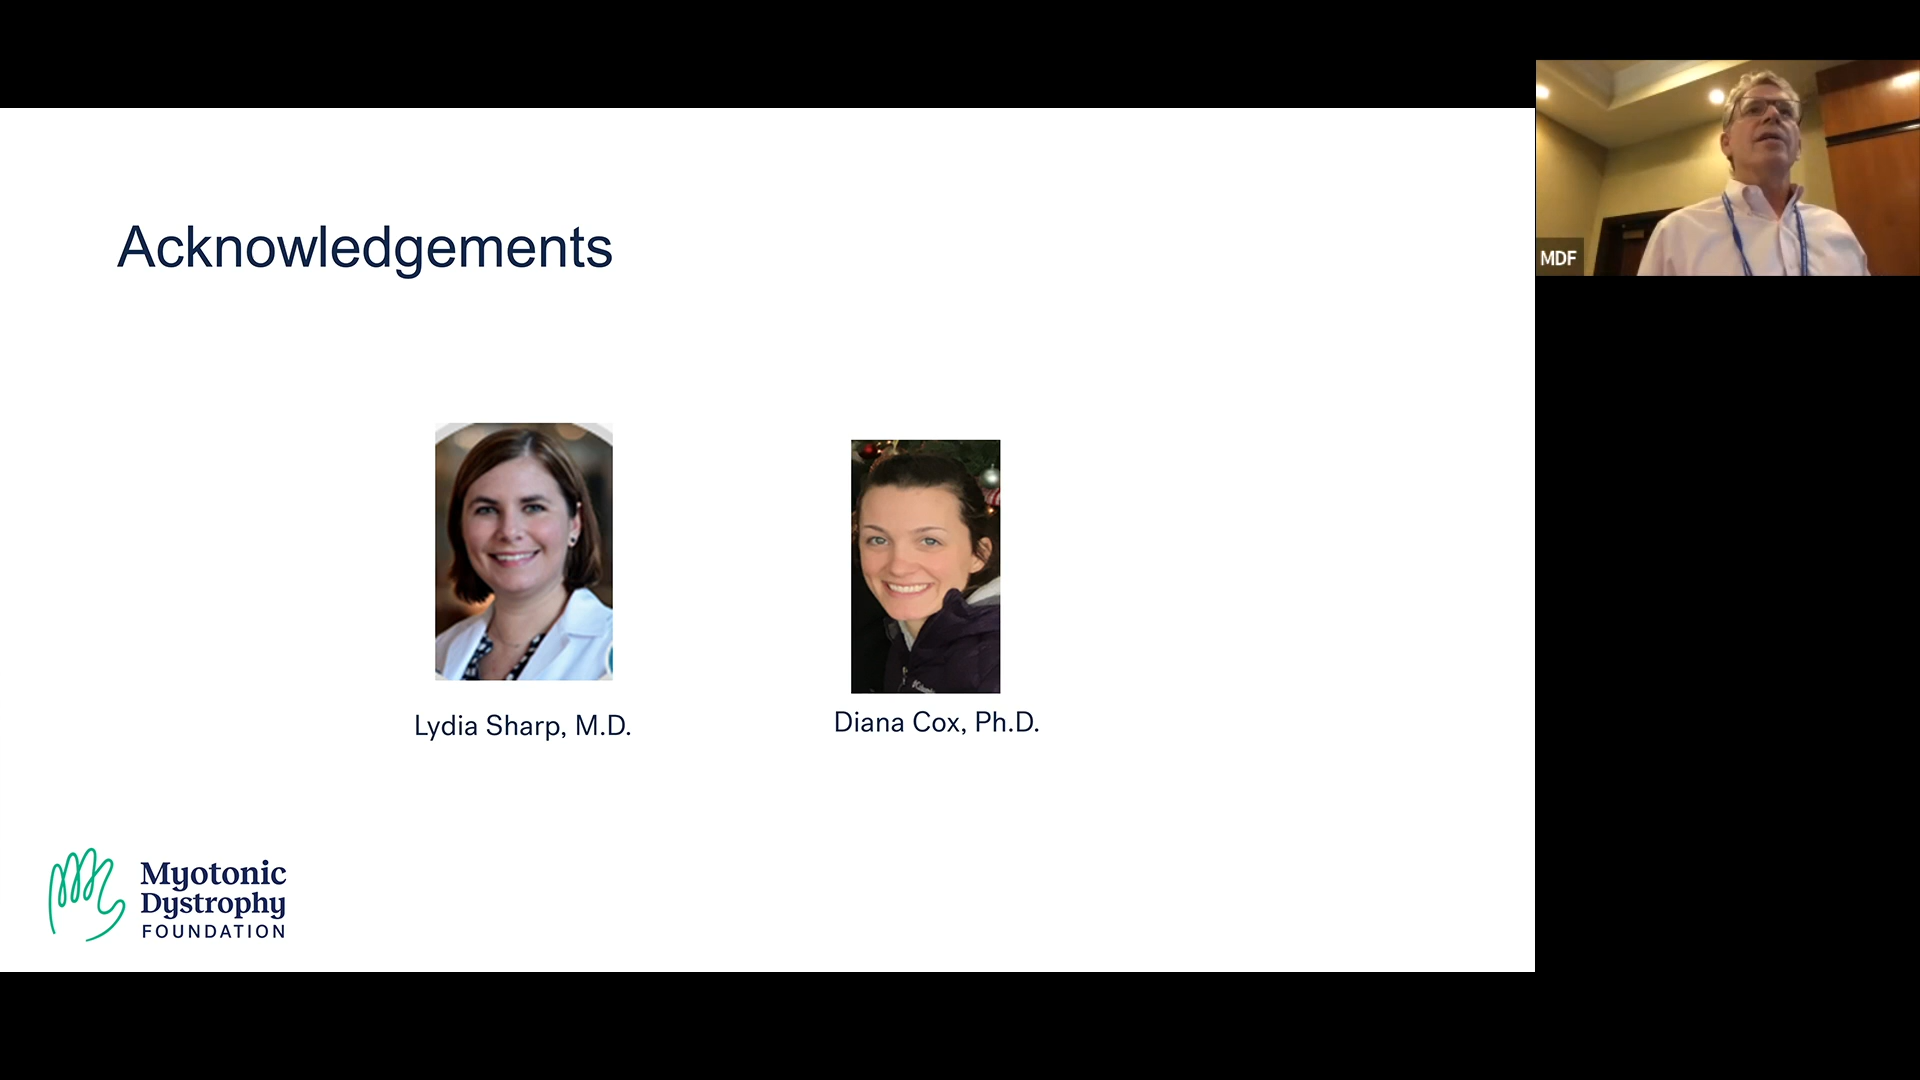 Acknowledgements
MDF
Lydia Sharp, M.D.
Diana Cox, Ph.D.
Myotonic
Dystrophy
FOUNDATION